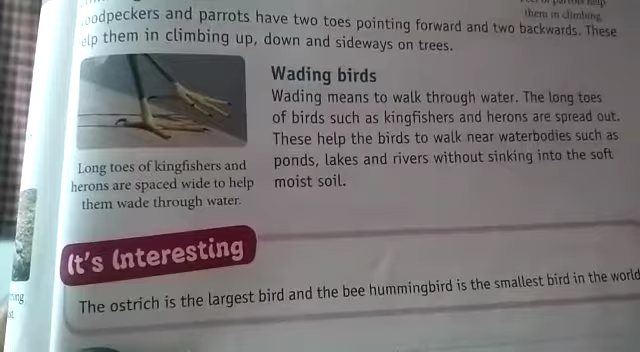 them in climbing.
and parrots have two toes pointing forward and two backwards. These
help them in climbing up, down and sideways on trees.
Wading birds
Wading means to walk through water. The long toes
of birds such as kingfishers and herons are spread out.
These help the birds to walk near waterbodies such as
ponds, lakes and rivers without sinking into the soft
moist soil.
Long toes of kingfishers and
herons are spaced wide to help
them wade through water.
It's Interesting
The ostrich is the largest bird and the bee hummingbird is the smallest bird in the world